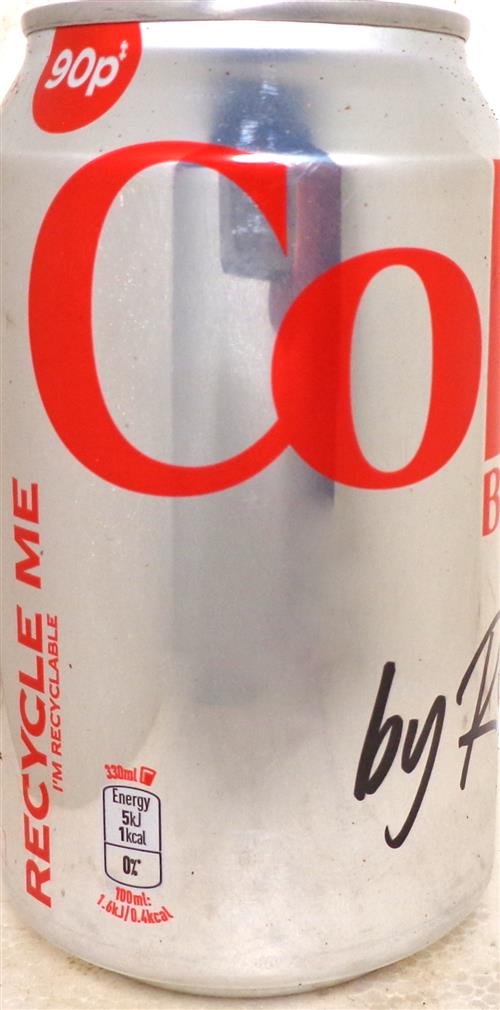 90p‡
Co
B
by R
RECYCLE ME
I'M RECYCLABLE
330ml
Energy
5kJ
1kcal
0%*
100ml:
1.6kJ/0.4kcal